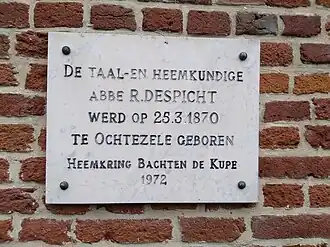 DE TAAL-EN HEEMKUNDIGE
ABBE R.DESPICHT
WERD OP 25.3.1870
TE OCHTEZELE GEBOREN
HEEMKRING BACHTEN DE KUPE
1972